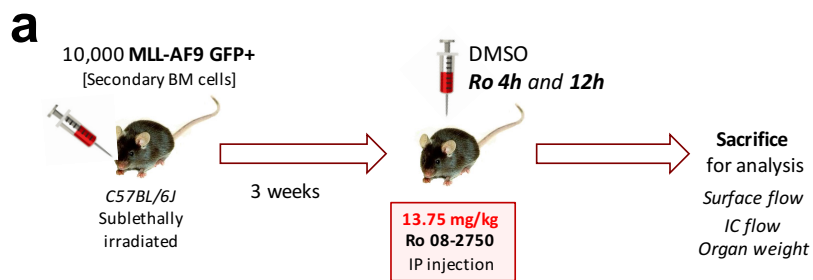 a
10,000 MLL-AF9 GFP+
[Secondary BM cells]
C57BL/6J
Sublethally
irradiated
3 weeks
DMSO
Ro 4h and 12h
13.75 mg/kg
Ro 08-2750
IP injection
Sacrifice
for analysis
Surface flow
IC flow
Organ weight